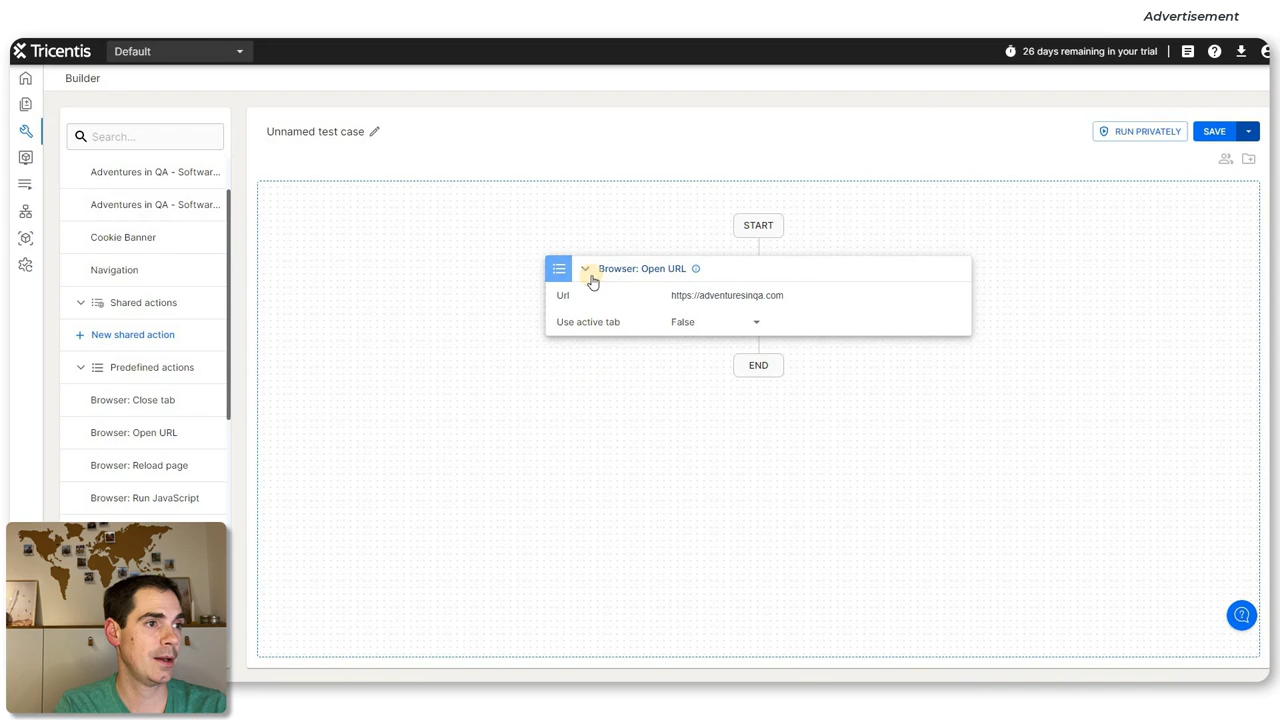 Advertisement
Tricentis
Default
26 days remaining in your trial
Builder
Search...
Adventures in QA - Softwar...
Adventures in QA - Softwar...
Cookie Banner
Navigation
Shared actions
+ New shared action
Predefined actions
Browser: Close tab
Browser: Open URL
Browser: Reload page
Browser: Run JavaScript
Unnamed test case
RUN PRIVATELY
SAVE
START
Browser: Open URL
Url https://adventuresinqa.com
Use active tab False
END